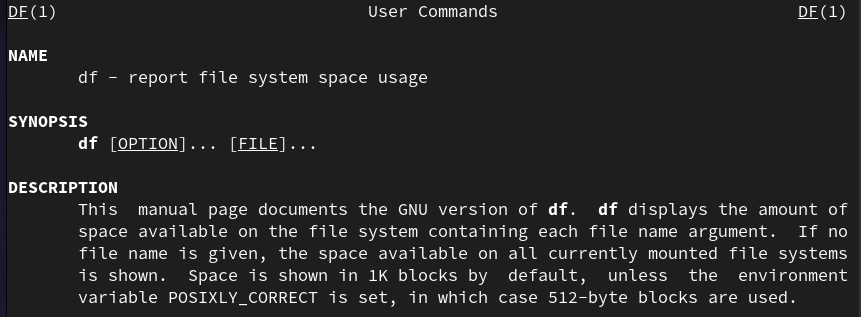 DF(1) User Commands DF(1)
NAME
df - report file system space usage
SYNOPSIS
df [OPTION]... [FILE]...
DESCRIPTION
This manual page documents the GNU version of df. df displays the amount of
space available on the file system containing each file name argument. If no
file name is given, the space available on all currently mounted file systems
is shown. Space is shown in 1K blocks by default, unless the environment
variable POSIXLY_CORRECT is set, in which case 512-byte blocks are used.